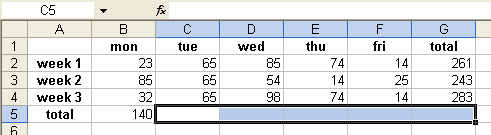 C5 fx
A B C D E F G
1 mon tue wed thu fri total
2 week 1 23 65 85 74 14 261
3 week 2 85 65 54 14 25 243
4 week 3 32 65 98 74 14 283
5 total 140
6